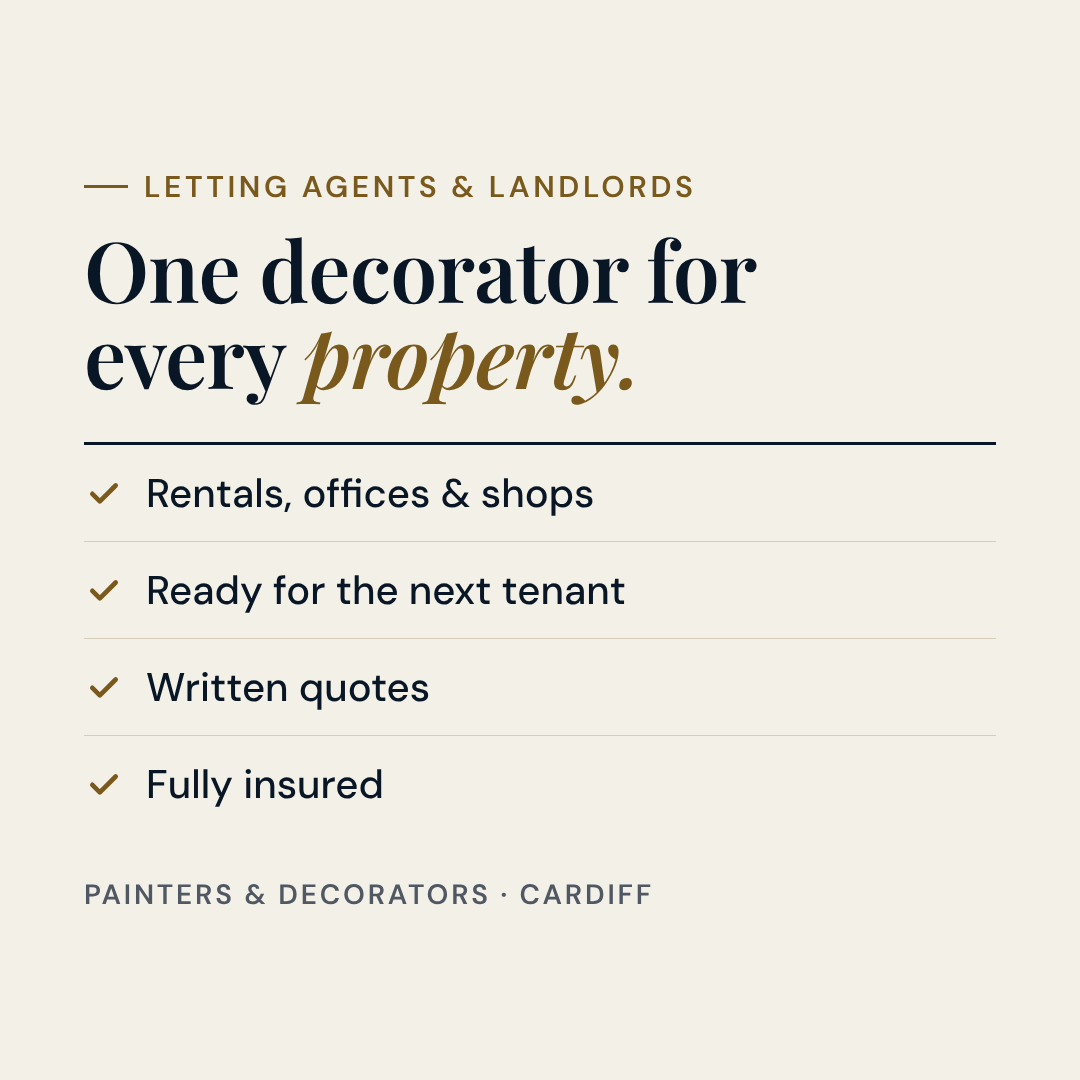 LETTING AGENTS & LANDLORDS
One decorator for
every property.
Rentals, offices & shops
Ready for the next tenant
Written quotes
Fully insured
PAINTERS & DECORATORS · CARDIFF